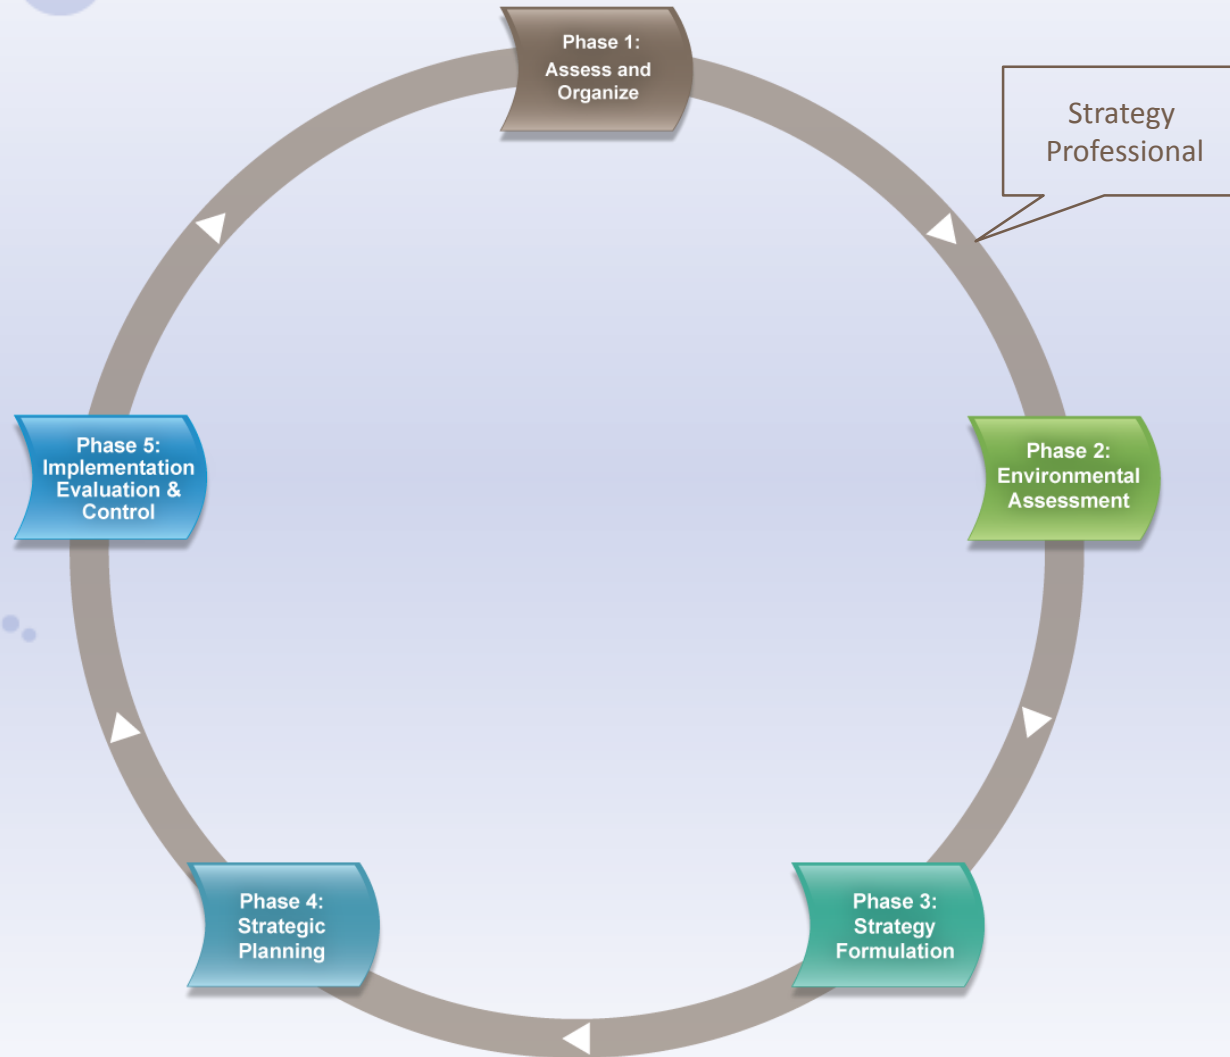 Phase 1:
Assess and
Organize
Strategy
Professional
Phase 2:
Environmental
Assessment
Phase 3:
Strategy
Formulation
Phase 4:
Strategic
Planning
Phase 5:
Implementation
Evaluation &
Control